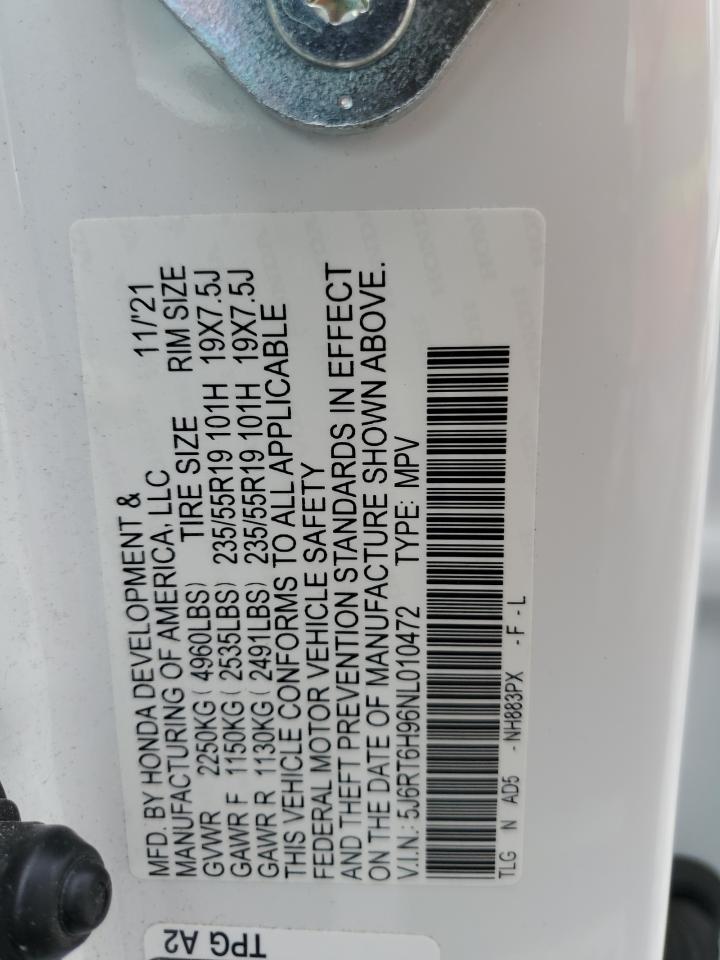 MFD. BY HONDA DEVELOPMENT & 11/'21
MANUFACTURING OF AMERICA, LLC
TIRE SIZE RIM SIZE
GVWR 2250KG ( 4960LBS)
GAWR F 1150KG ( 2535LBS) 235/55R19 101H 19X7.5J
GAWR R 1130KG ( 2491LBS) 235/55R19 101H 19X7.5J
THIS VEHICLE CONFORMS TO ALL APPLICABLE
FEDERAL MOTOR VEHICLE SAFETY
AND THEFT PREVENTION STANDARDS IN EFFECT
ON THE DATE OF MANUFACTURE SHOWN ABOVE.
V.I.N.: 5J6RT6H96NL010472 TYPE: MPV
TLG N AD5 - NH883PX - F - L
TPG A2